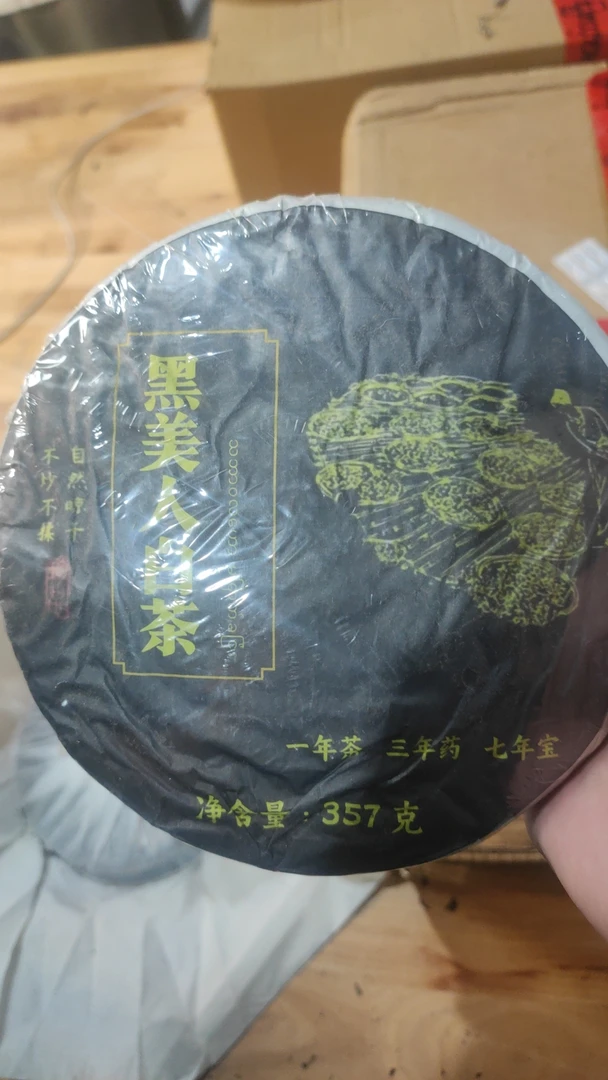 黑美人白茶
自然晾干
不炒不揉
一年茶 三年药 七年宝
净含量：357克